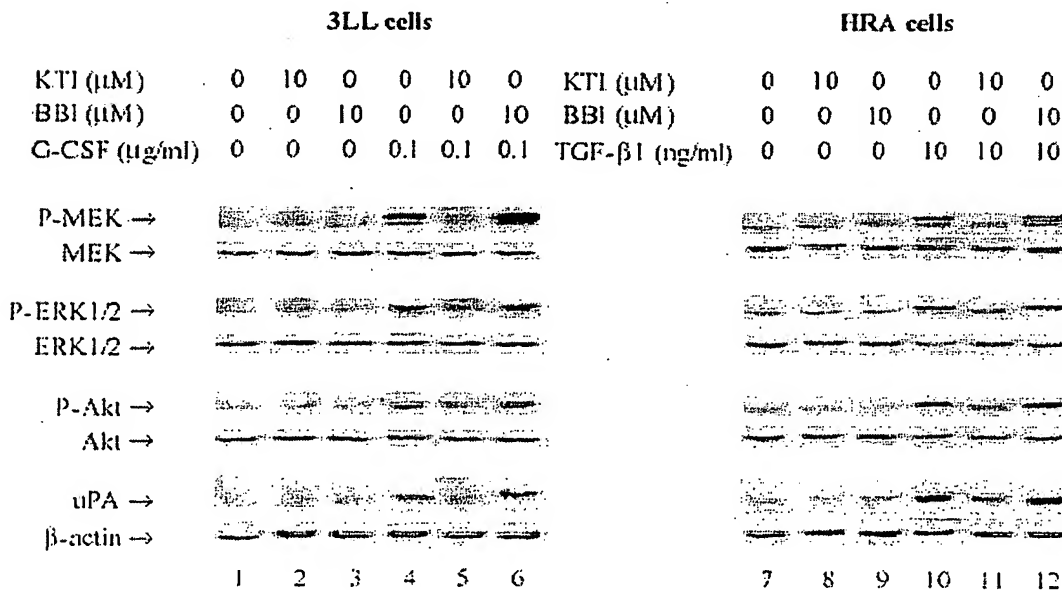 3LL cells HRA cells
KTI (μM) 0 10 0 0 10 0 KTI (μM) 0 10 0 0 10 0
BBI (μM) 0 0 10 0 0 10 BBI (μM) 0 0 10 0 0 10
G-CSF (μg/ml) 0 0 0 0.1 0.1 0.1 TGF-β1 (ng/ml) 0 0 0 10 10 10
P-MEK →
MEK →
P-ERK1/2 →
ERK1/2 →
P-Akt →
Akt →
uPA →
β-actin →
1 2 3 4 5 6 7 8 9 10 11 12